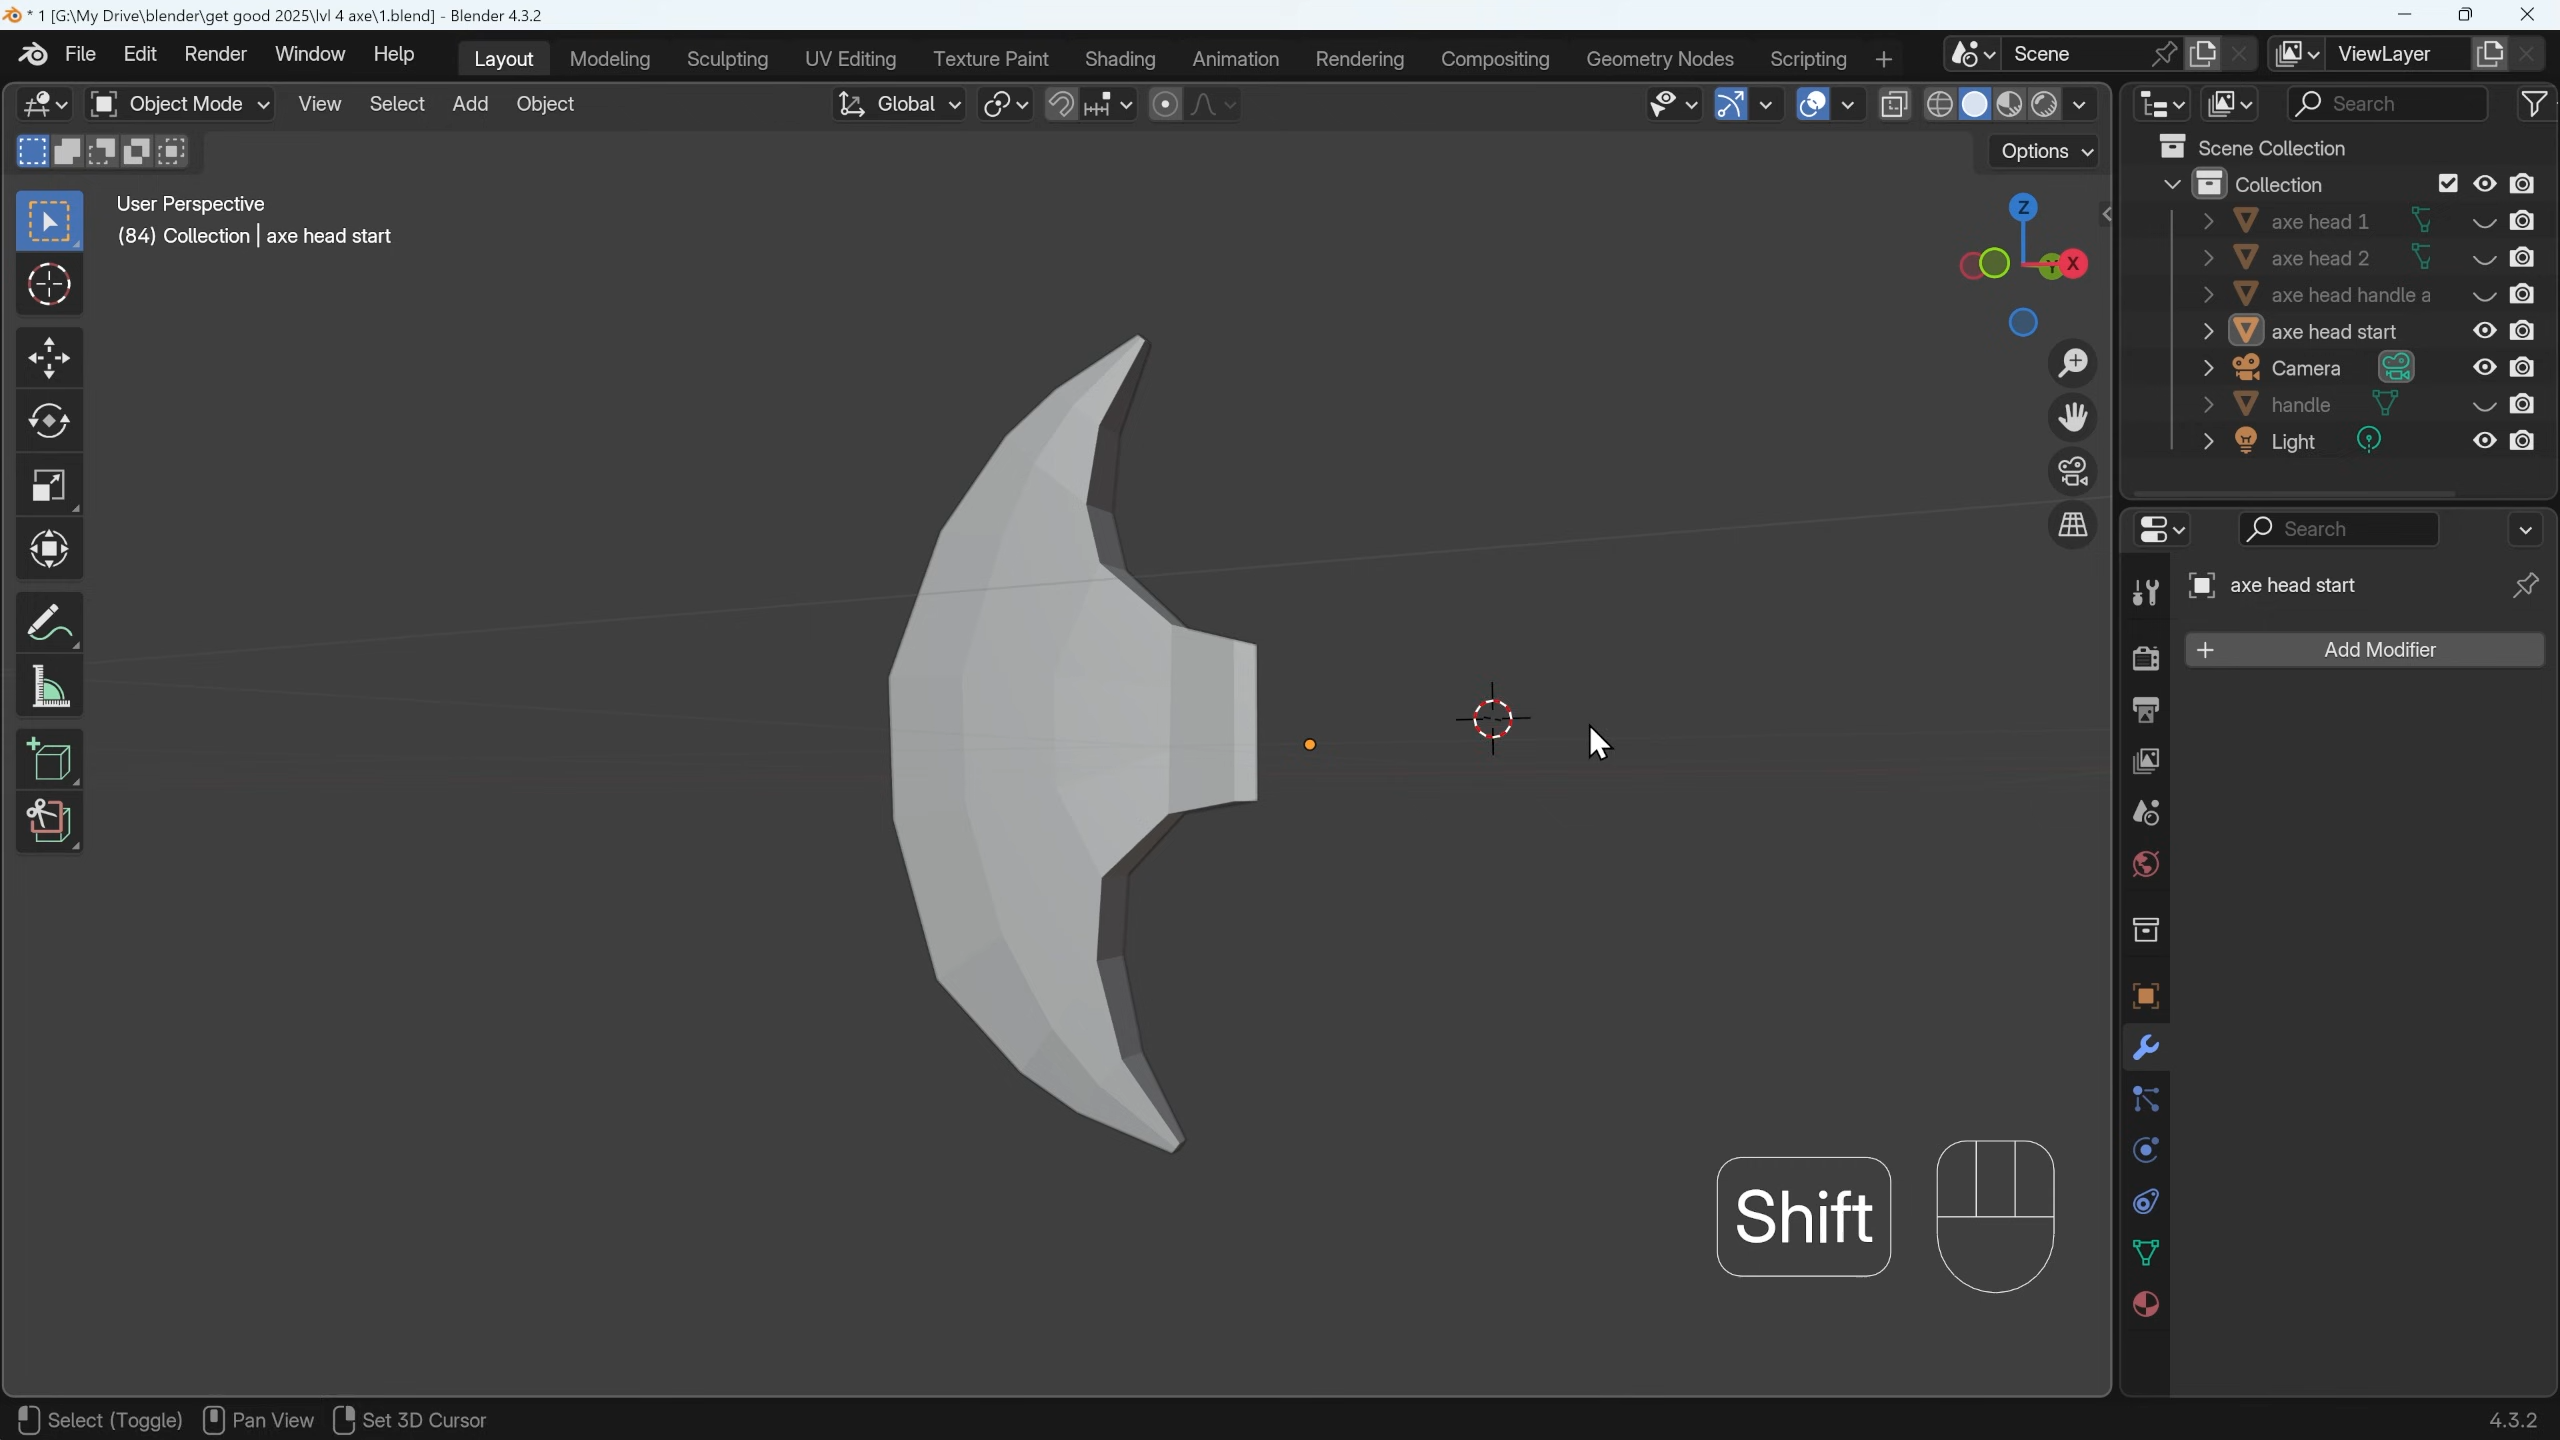 * 1 [G:\My Drive\blender\get good 2025\lvl 4 axe\1.blend] - Blender 4.3.2
File Edit Render Window Help Layout Modeling Sculpting UV Editing Texture Paint Shading Animation Rendering Compositing Geometry Nodes Scripting + Scene ViewLayer
Object Mode View Select Add Object Global Search
Options
User Perspective
(84) Collection | axe head start
Z
Y
X
Scene Collection
Collection
axe head 1
axe head 2
axe head handle a
axe head start
Camera
handle
Light
Search
axe head start
+ Add Modifier
Shift
Select (Toggle) Pan View Set 3D Cursor
4.3.2